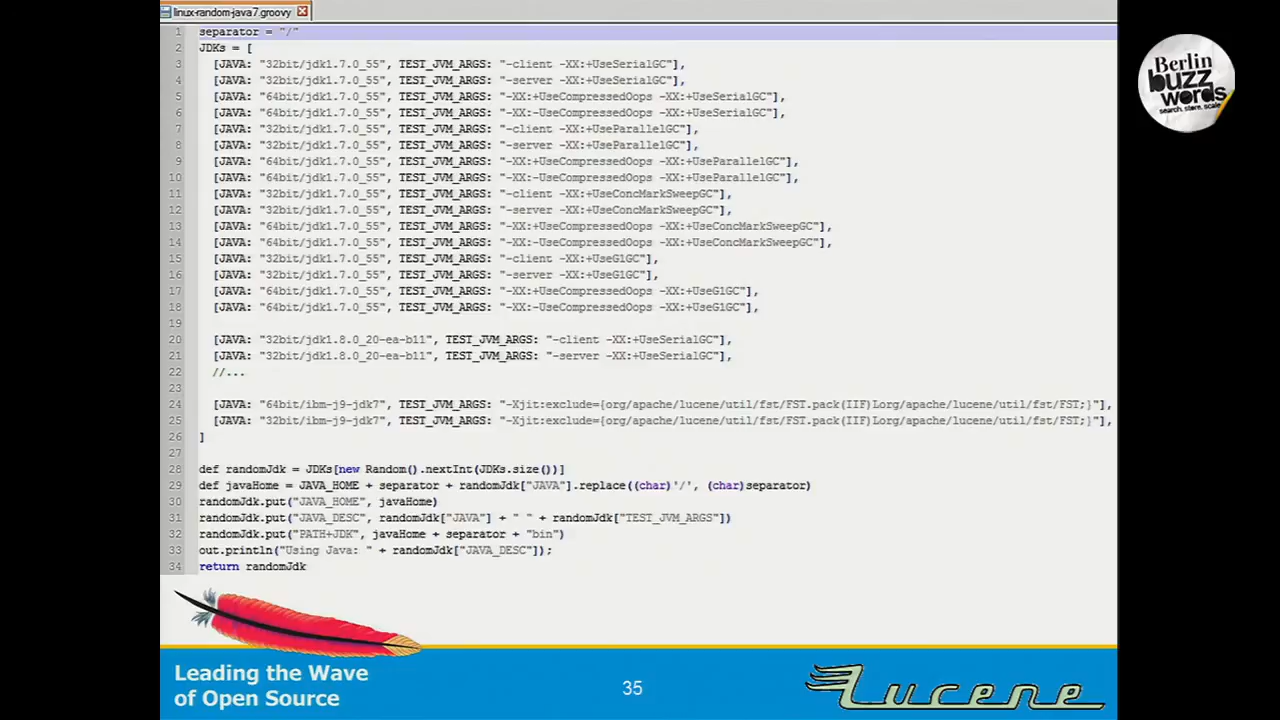 linux-random-java7.groovy
Berlin
buzz
words
search. store. scale.
1 separator = "/"
2 JDKs = [
3 [JAVA: "32bit/jdk1.7.0_55", TEST_JVM_ARGS: "-client -XX:+UseSerialGC"],
4 [JAVA: "32bit/jdk1.7.0_55", TEST_JVM_ARGS: "-server -XX:+UseSerialGC"],
5 [JAVA: "64bit/jdk1.7.0_55", TEST_JVM_ARGS: "-XX:+UseCompressedOops -XX:+UseSerialGC"],
6 [JAVA: "64bit/jdk1.7.0_55", TEST_JVM_ARGS: "-XX:-UseCompressedOops -XX:+UseSerialGC"],
7 [JAVA: "32bit/jdk1.7.0_55", TEST_JVM_ARGS: "-client -XX:+UseParallelGC"],
8 [JAVA: "32bit/jdk1.7.0_55", TEST_JVM_ARGS: "-server -XX:+UseParallelGC"],
9 [JAVA: "64bit/jdk1.7.0_55", TEST_JVM_ARGS: "-XX:+UseCompressedOops -XX:+UseParallelGC"],
10 [JAVA: "64bit/jdk1.7.0_55", TEST_JVM_ARGS: "-XX:-UseCompressedOops -XX:+UseParallelGC"],
11 [JAVA: "32bit/jdk1.7.0_55", TEST_JVM_ARGS: "-client -XX:+UseConcMarkSweepGC"],
12 [JAVA: "32bit/jdk1.7.0_55", TEST_JVM_ARGS: "-server -XX:+UseConcMarkSweepGC"],
13 [JAVA: "64bit/jdk1.7.0_55", TEST_JVM_ARGS: "-XX:+UseCompressedOops -XX:+UseConcMarkSweepGC"],
14 [JAVA: "64bit/jdk1.7.0_55", TEST_JVM_ARGS: "-XX:-UseCompressedOops -XX:+UseConcMarkSweepGC"],
15 [JAVA: "32bit/jdk1.7.0_55", TEST_JVM_ARGS: "-client -XX:+UseG1GC"],
16 [JAVA: "32bit/jdk1.7.0_55", TEST_JVM_ARGS: "-server -XX:+UseG1GC"],
17 [JAVA: "64bit/jdk1.7.0_55", TEST_JVM_ARGS: "-XX:+UseCompressedOops -XX:+UseG1GC"],
18 [JAVA: "64bit/jdk1.7.0_55", TEST_JVM_ARGS: "-XX:-UseCompressedOops -XX:+UseG1GC"],
19
20 [JAVA: "32bit/jdk1.8.0_20-ea-b11", TEST_JVM_ARGS: "-client -XX:+UseSerialGC"],
21 [JAVA: "32bit/jdk1.8.0_20-ea-b11", TEST_JVM_ARGS: "-server -XX:+UseSerialGC"],
22 //...
23
24 [JAVA: "64bit/ibm-j9-jdk7", TEST_JVM_ARGS: "-Xjit:exclude={org/apache/lucene/util/fst/FST.pack(IIF)Lorg/apache/lucene/util/fst/FST;}"],
25 [JAVA: "32bit/ibm-j9-jdk7", TEST_JVM_ARGS: "-Xjit:exclude={org/apache/lucene/util/fst/FST.pack(IIF)Lorg/apache/lucene/util/fst/FST;}"],
26 ]
27
28 def randomJdk = JDKs[new Random().nextInt(JDKs.size())]
29 def javaHome = JAVA_HOME + separator + randomJdk["JAVA"].replace((char)'/', (char)separator)
30 randomJdk.put("JAVA_HOME", javaHome)
31 randomJdk.put("JAVA_DESC", randomJdk["JAVA"] + " " + randomJdk["TEST_JVM_ARGS"])
32 randomJdk.put("PATH+JDK", javaHome + separator + "bin")
33 out.println("Using Java: " + randomJdk["JAVA_DESC"]);
34 return randomJdk
Leading the Wave
of Open Source
35
Lucene